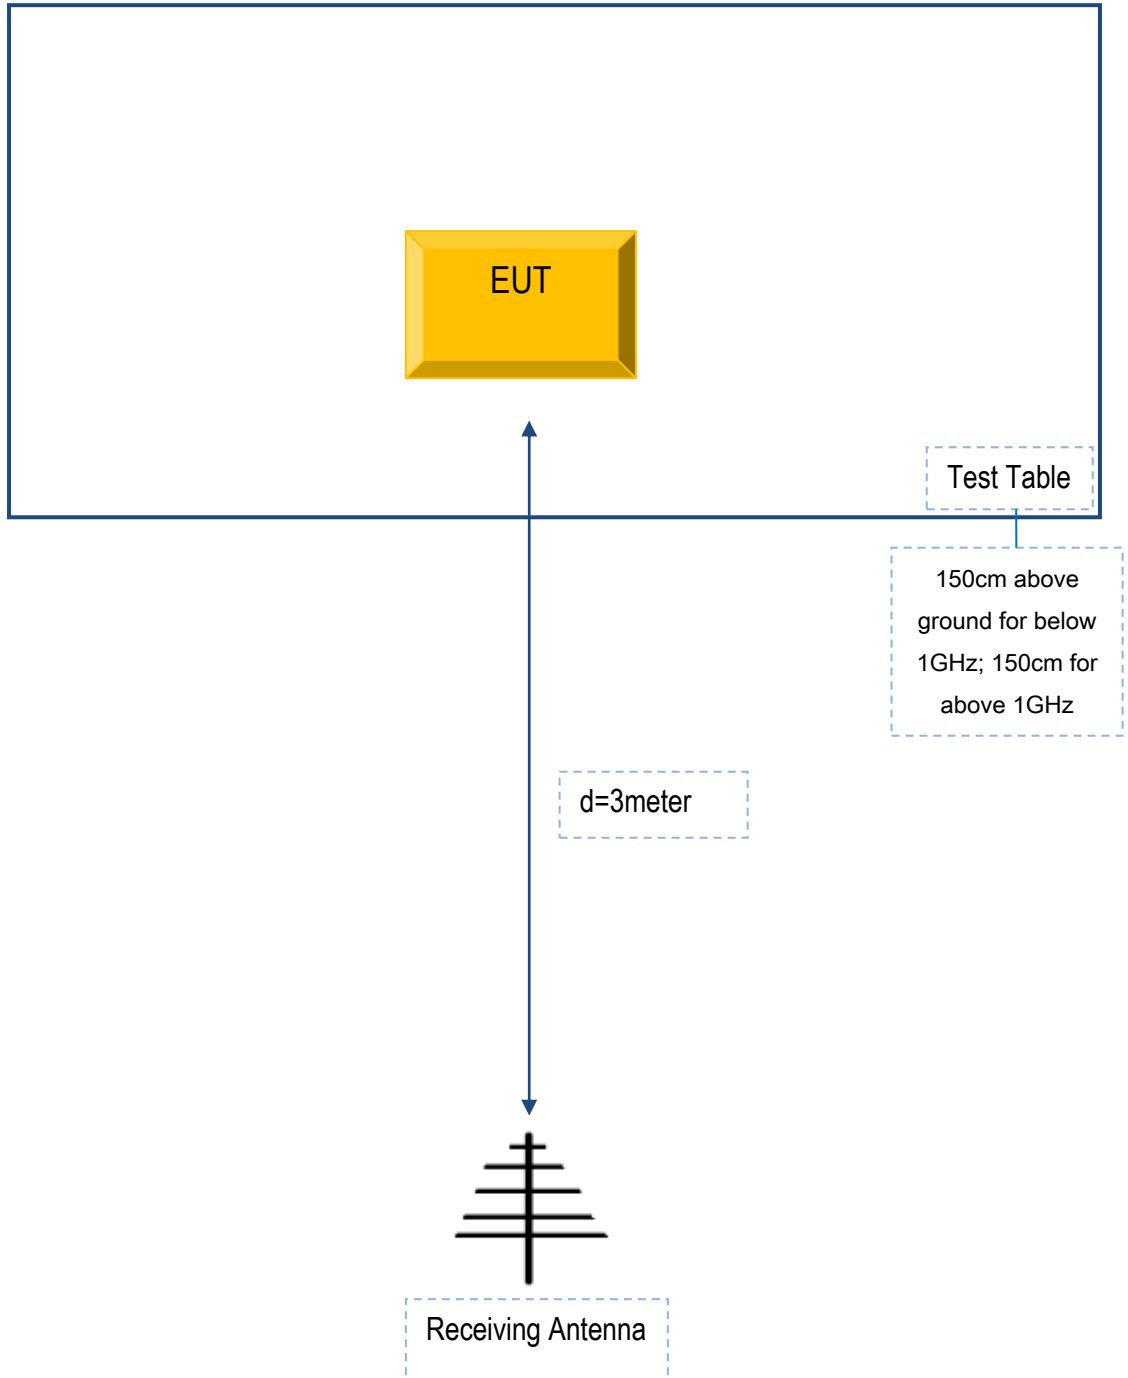 EUT
Test Table
150cm above
ground for below
1GHz; 150cm for
above 1GHz
d=3meter
Receiving Antenna